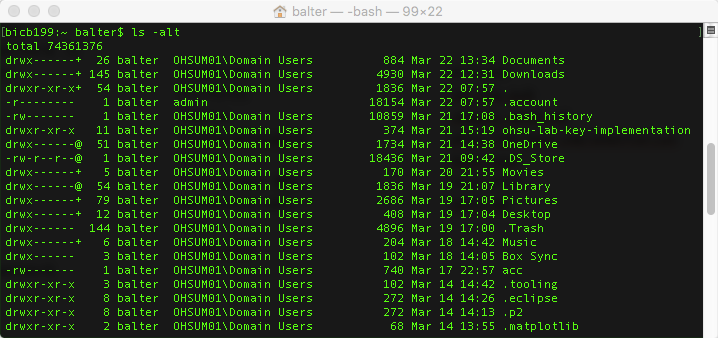 balter — -bash — 99×22
[bicb199:~ balter$ ls -alt ]
total 74361376
drwx------+ 26 balter OHSUM01\Domain Users 884 Mar 22 13:34 Documents
drwx------+ 145 balter OHSUM01\Domain Users 4930 Mar 22 12:31 Downloads
drwxr-xr-x+ 54 balter OHSUM01\Domain Users 1836 Mar 22 07:57 .
-r-------- 1 balter admin 18154 Mar 22 07:57 .account
-rw------- 1 balter OHSUM01\Domain Users 10859 Mar 21 17:08 .bash_history
drwxr-xr-x 11 balter OHSUM01\Domain Users 374 Mar 21 15:19 ohsu-lab-key-implementation
drwx------@ 51 balter OHSUM01\Domain Users 1734 Mar 21 14:38 OneDrive
-rw-r--r--@ 1 balter OHSUM01\Domain Users 18436 Mar 21 09:42 .DS_Store
drwx------+ 5 balter OHSUM01\Domain Users 170 Mar 20 21:55 Movies
drwx------@ 54 balter OHSUM01\Domain Users 1836 Mar 19 21:07 Library
drwx------+ 79 balter OHSUM01\Domain Users 2686 Mar 19 17:05 Pictures
drwx------+ 12 balter OHSUM01\Domain Users 408 Mar 19 17:04 Desktop
drwx------ 144 balter OHSUM01\Domain Users 4896 Mar 19 17:00 .Trash
drwx------+ 6 balter OHSUM01\Domain Users 204 Mar 18 14:42 Music
drwx------ 3 balter OHSUM01\Domain Users 102 Mar 18 14:05 Box Sync
-rw------- 1 balter OHSUM01\Domain Users 740 Mar 17 22:57 acc
drwxr-xr-x 3 balter OHSUM01\Domain Users 102 Mar 14 14:42 .tooling
drwxr-xr-x 8 balter OHSUM01\Domain Users 272 Mar 14 14:26 .eclipse
drwxr-xr-x 8 balter OHSUM01\Domain Users 272 Mar 14 14:13 .p2
drwxr-xr-x 2 balter OHSUM01\Domain Users 68 Mar 14 13:55 .matplotlib